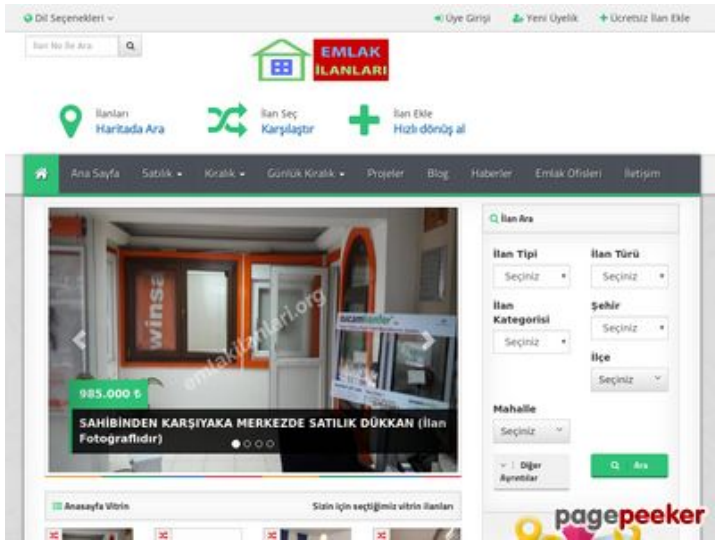 Dil Seçenekleri
Üye Girişi
Yeni Üyelik
Ücretsiz İlan Ekle
İlan No İle Ara
EMLAK
İLANLARI
İlanları
Haritada Ara
İlan Seç
Karşılaştır
İlan Ekle
Hızlı dönüş al
Ana Sayfa
Satılık
Kiralık
Günlük Kiralık
Projeler
Blog
Haberler
Emlak Ofisleri
İletişim
winsa
emlakilanlari.org
985.000 ₺
SAHİBİNDEN KARŞIYAKA MERKEZDE SATILIK DÜKKAN (İlan
Fotoğraflıdır)
İlan Ara
İlan Tipi
İlan Türü
Seçiniz
Seçiniz
İlan
Kategorisi
Şehir
Seçiniz
Seçiniz
İlçe
Seçiniz
Mahalle
Seçiniz
Diğer
Ayrıntılar
Ara
Anasayfa Vitrin
Sizin için seçtiğimiz vitrin ilanları
pagepeeker